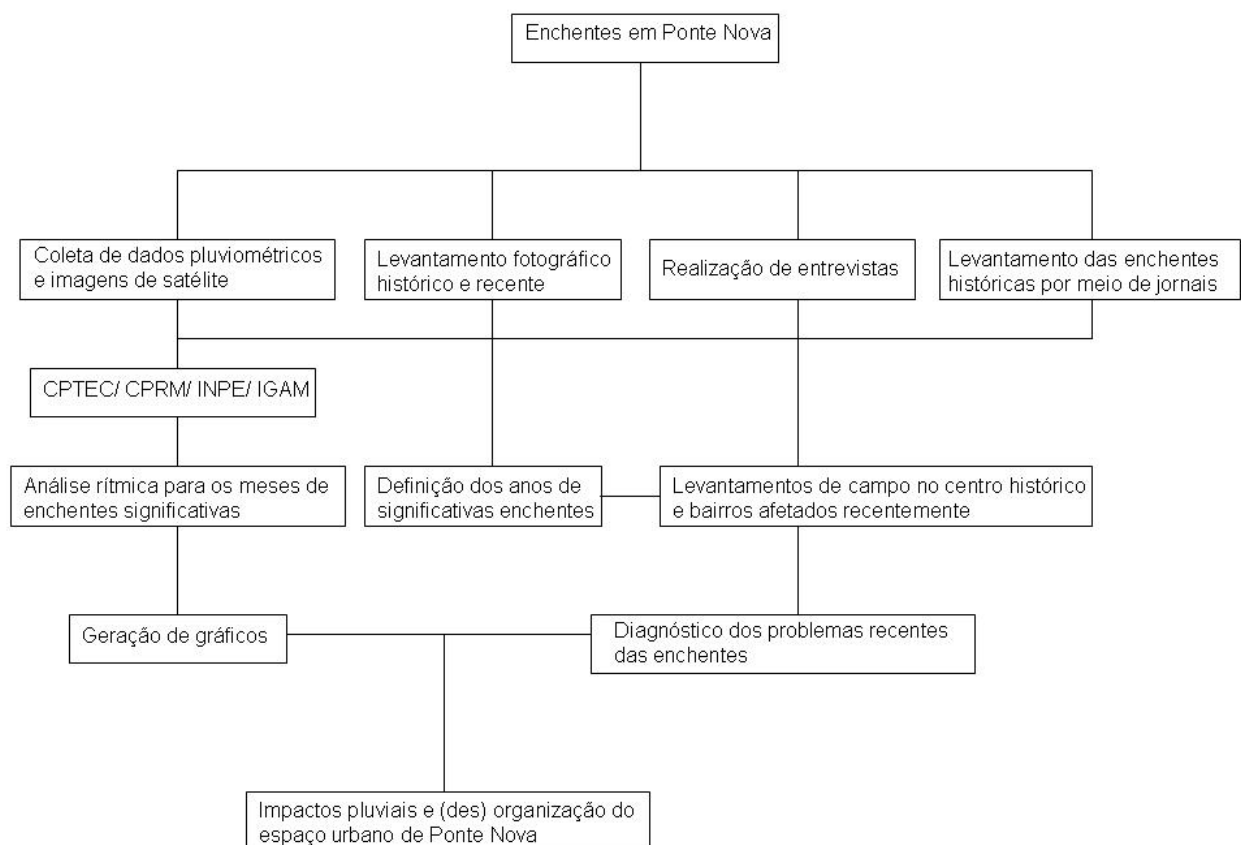 Enchentes em Ponte Nova
Coleta de dados pluviométricos
e imagens de satélite
Levantamento fotográfico
histórico e recente
Realização de entrevistas
Levantamento das enchentes
históricas por meio de jornais
CPTEC/ CPRM/ INPE/ IGAM
Análise rítmica para os meses de
enchentes significativas
Definição dos anos de
significativas enchentes
Levantamentos de campo no centro histórico
e bairros afetados recentemente
Geração de gráficos
Diagnóstico dos problemas recentes
das enchentes
Impactos pluviais e (des) organização do
espaço urbano de Ponte Nova